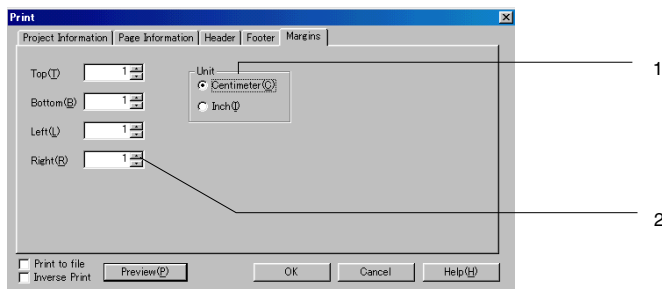 Print
Project Information Page Information Header Footer Margins
Top(T) 1
Unit
Centimeter(C)
Bottom(B) 1
Inch(I)
Left(L) 1
Right(R) 1
Print to file
Inverse Print
Preview(P) OK Cancel Help(H)
1
2